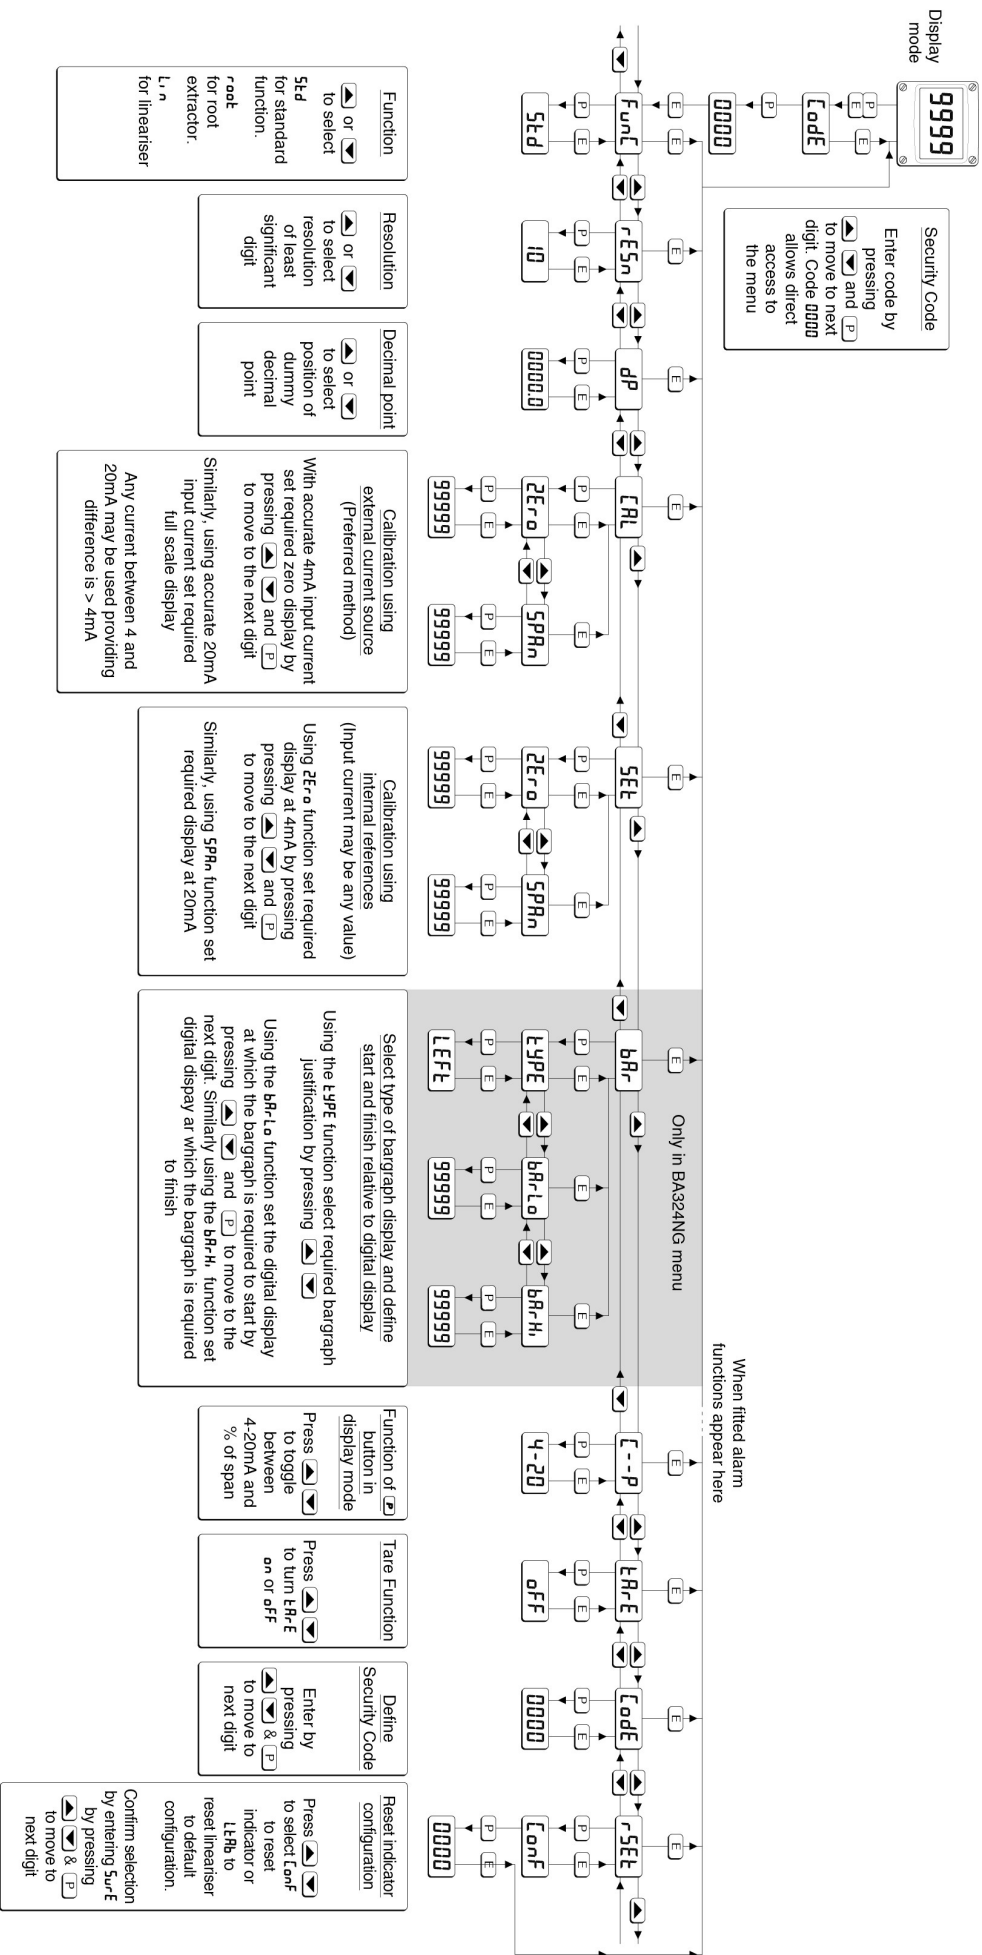 Display
mode
9999
P
E
E
CodE
P
0000
E
E
FunC
P
E
Std
Security Code
Enter code by
pressing
▲ ▼ and P
to move to next
digit. Code 0000
allows direct
access to
the menu
E
rESn
P
E
10
E
dP
P
E
0000.0
E
CAL
P
E
2Ero
P
E
99999
E
SPAn
P
E
99999
E
SEt
P
E
2Ero
P
E
99999
E
SPAn
P
E
99999
Only in BA324NG menu
E
bAr
P
E
tYPE
P
E
LEFt
E
bArLo
P
E
99999
E
bArHi
P
E
99999
When fitted alarm
functions appear here
E
C--P
P
E
4-20
E
tArE
P
E
oFF
E
CodE
P
E
0000
E
rSEt
P
E
ConF
P
E
0000
Function
▲ or ▼
to select
Std
for standard
function.
root
for root
extractor.
Lin
for lineariser
Resolution
▲ or ▼
to select
resolution
of least
significant
digit
Decimal point
▲ or ▼
to select
position of
dummy
decimal
point
Calibration using
external current source
(Preferred method)
With accurate 4mA input current
set required zero display by
pressing ▲ ▼ and P
to move to the next digit
Similarly, using accurate 20mA
input current set required
full scale display
Any current between 4 and
20mA may be used providing
difference is > 4mA
Calibration using
internal references
(Input current may be any value)
Using 2Ero function set required
display at 4mA by pressing
pressing ▲ ▼ and P
to move to the next digit
Similarly, using SPAn function set
required display at 20mA
Select type of bargraph display and define
start and finish relative to digital display
Using the tYPE function select required bargraph
justification by pressing ▲ ▼
Using the bArLo function set the digital display
at which the bargraph is required to start by
pressing ▲ ▼ and P to move to the
next digit. Similarly using the bArHi function set
digital dispay ar which the bargraph is required
to finish
Function of P
button in
display mode
Press ▲ ▼
to toggle
between
4-20mA and
% of span
Tare Function
Press ▲ ▼
to turn tArE
on or oFF
Define
Security Code
Enter by
pressing
▲ ▼ & P
to move to
next digit
Reset indicator
configuration
Press ▲ ▼
to select ConF
to reset
indicator or
LtAb to
reset lineariser
to default
configuration.
Confirm selection
by entering SurE
by pressing
▲ ▼ & P
to move to
next digit